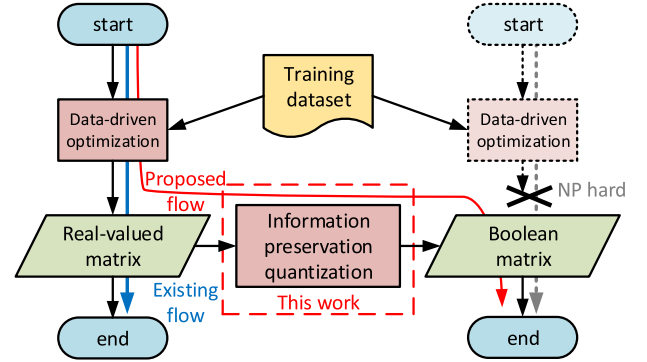 start
start
Training
dataset
Data-driven
optimization
Data-driven
optimization
Proposed
flow
NP hard
Real-valued
matrix
Information
preservation
quantization
Boolean
matrix
This work
Existing
flow
end
end